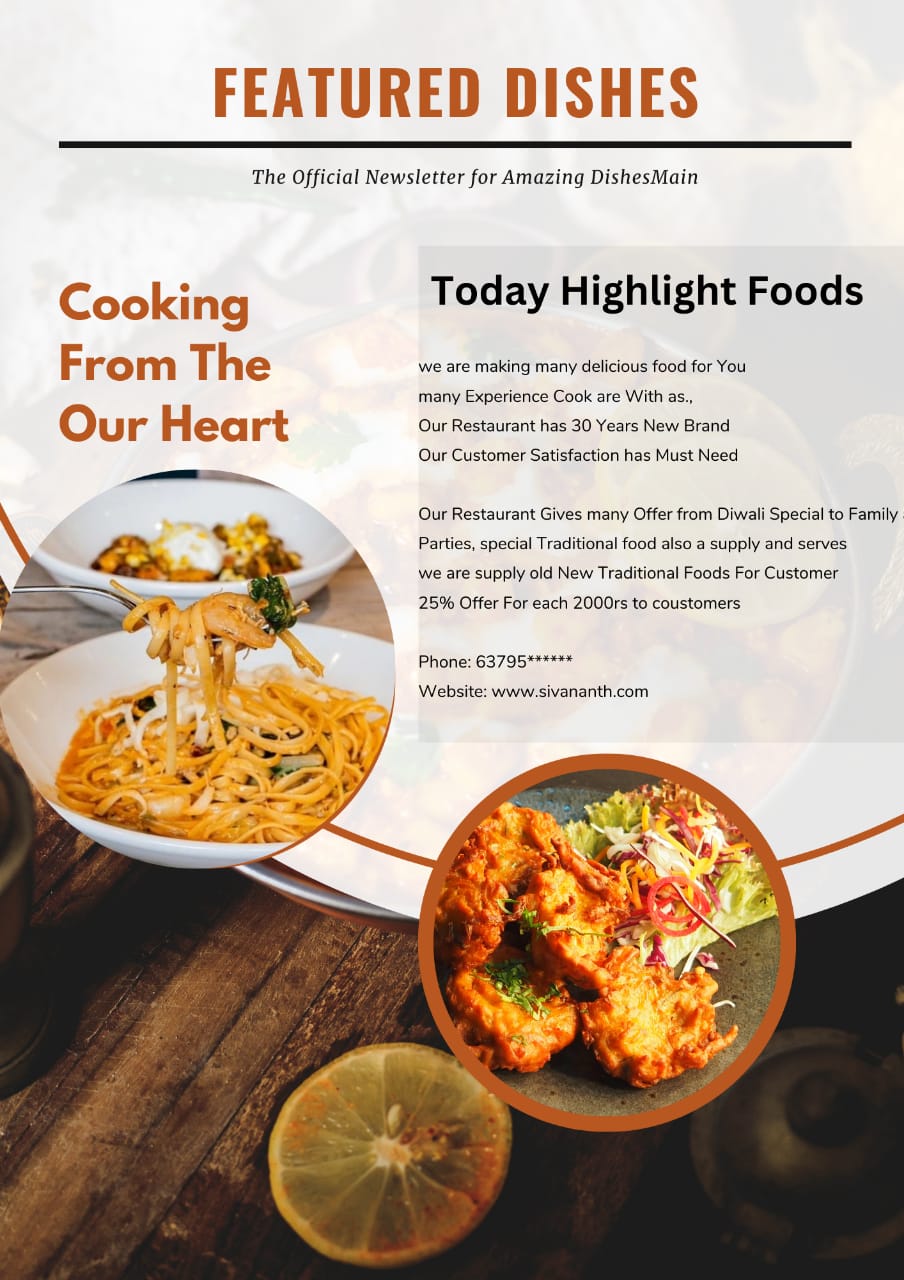 FEATURED DISHES
The Official Newsletter for Amazing DishesMain
Cooking
From The
Our Heart
Today Highlight Foods
we are making many delicious food for You
many Experience Cook are With as.,
Our Restaurant has 30 Years New Brand
Our Customer Satisfaction has Must Need
Our Restaurant Gives many Offer from Diwali Special to Family
Parties, special Traditional food also a supply and serves
we are supply old New Traditional Foods For Customer
25% Offer For each 2000rs to coustomers
Phone: 63795******
Website: www.sivananth.com